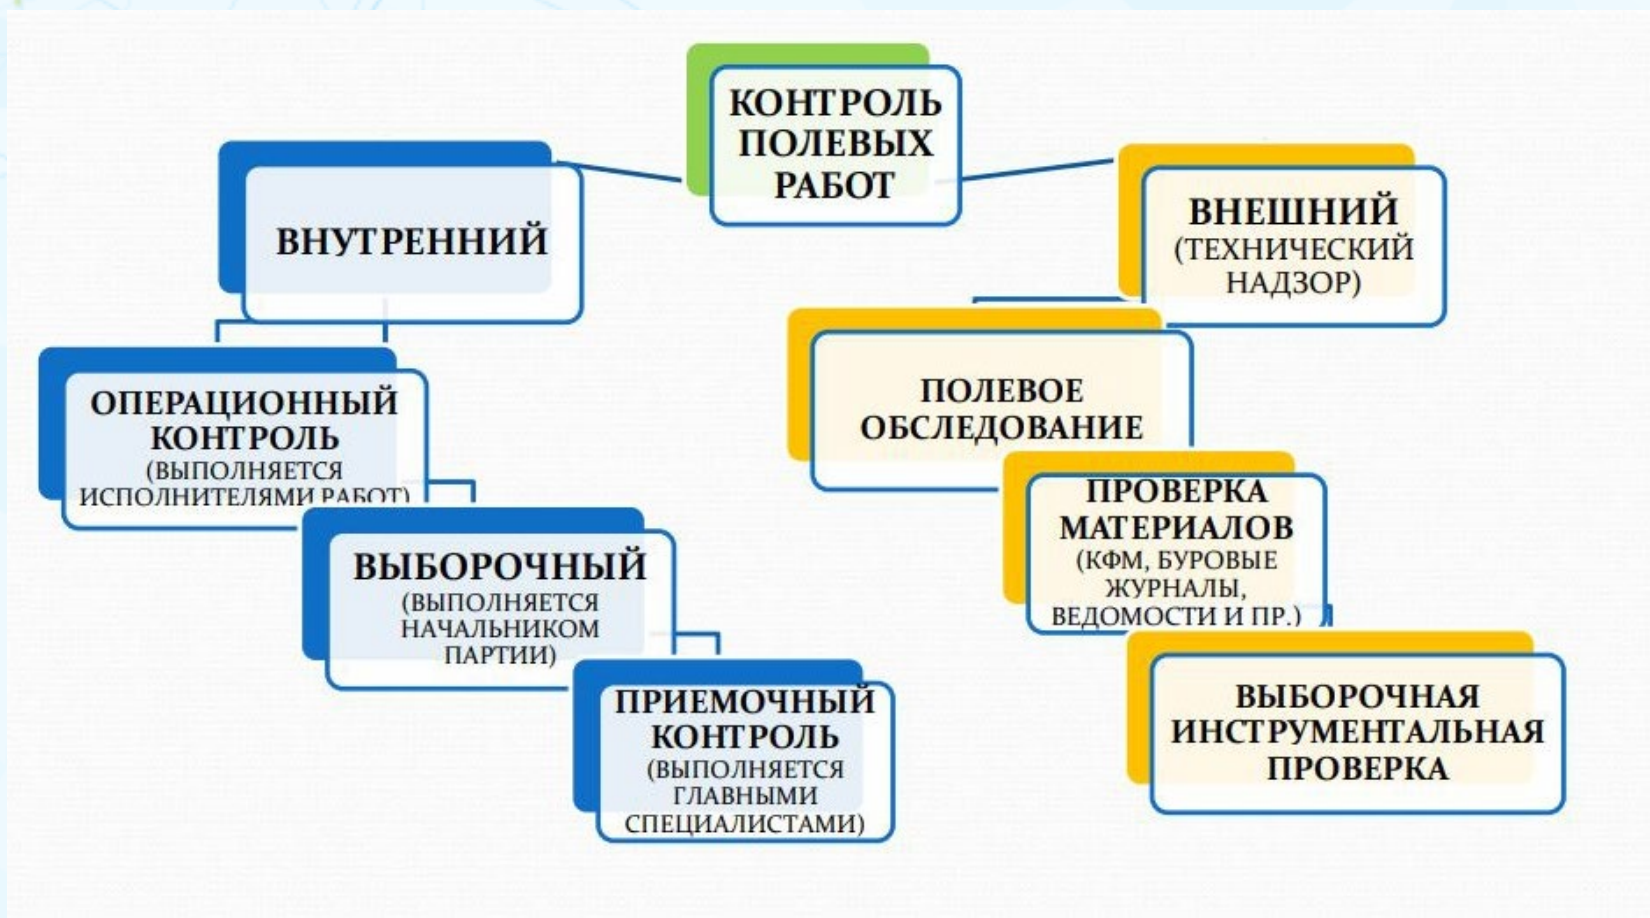 КОНТРОЛЬ
ПОЛЕВЫХ
РАБОТ
ВНУТРЕННИЙ
ВНЕШНИЙ
(ТЕХНИЧЕСКИЙ
НАДЗОР)
ОПЕРАЦИОННЫЙ
КОНТРОЛЬ
(ВЫПОЛНЯЕТСЯ
ИСПОЛНИТЕЛЯМИ РАБОТ)
ВЫБОРОЧНЫЙ
(ВЫПОЛНЯЕТСЯ
НАЧАЛЬНИКОМ
ПАРТИИ)
ПРИЕМОЧНЫЙ
КОНТРОЛЬ
(ВЫПОЛНЯЕТСЯ
ГЛАВНЫМИ
СПЕЦИАЛИСТАМИ)
ПОЛЕВОЕ
ОБСЛЕДОВАНИЕ
ПРОВЕРКА
МАТЕРИАЛОВ
(КФМ, БУРОВЫЕ
ЖУРНАЛЫ,
ВЕДОМОСТИ И ПР.)
ВЫБОРОЧНАЯ
ИНСТРУМЕНТАЛЬНАЯ
ПРОВЕРКА